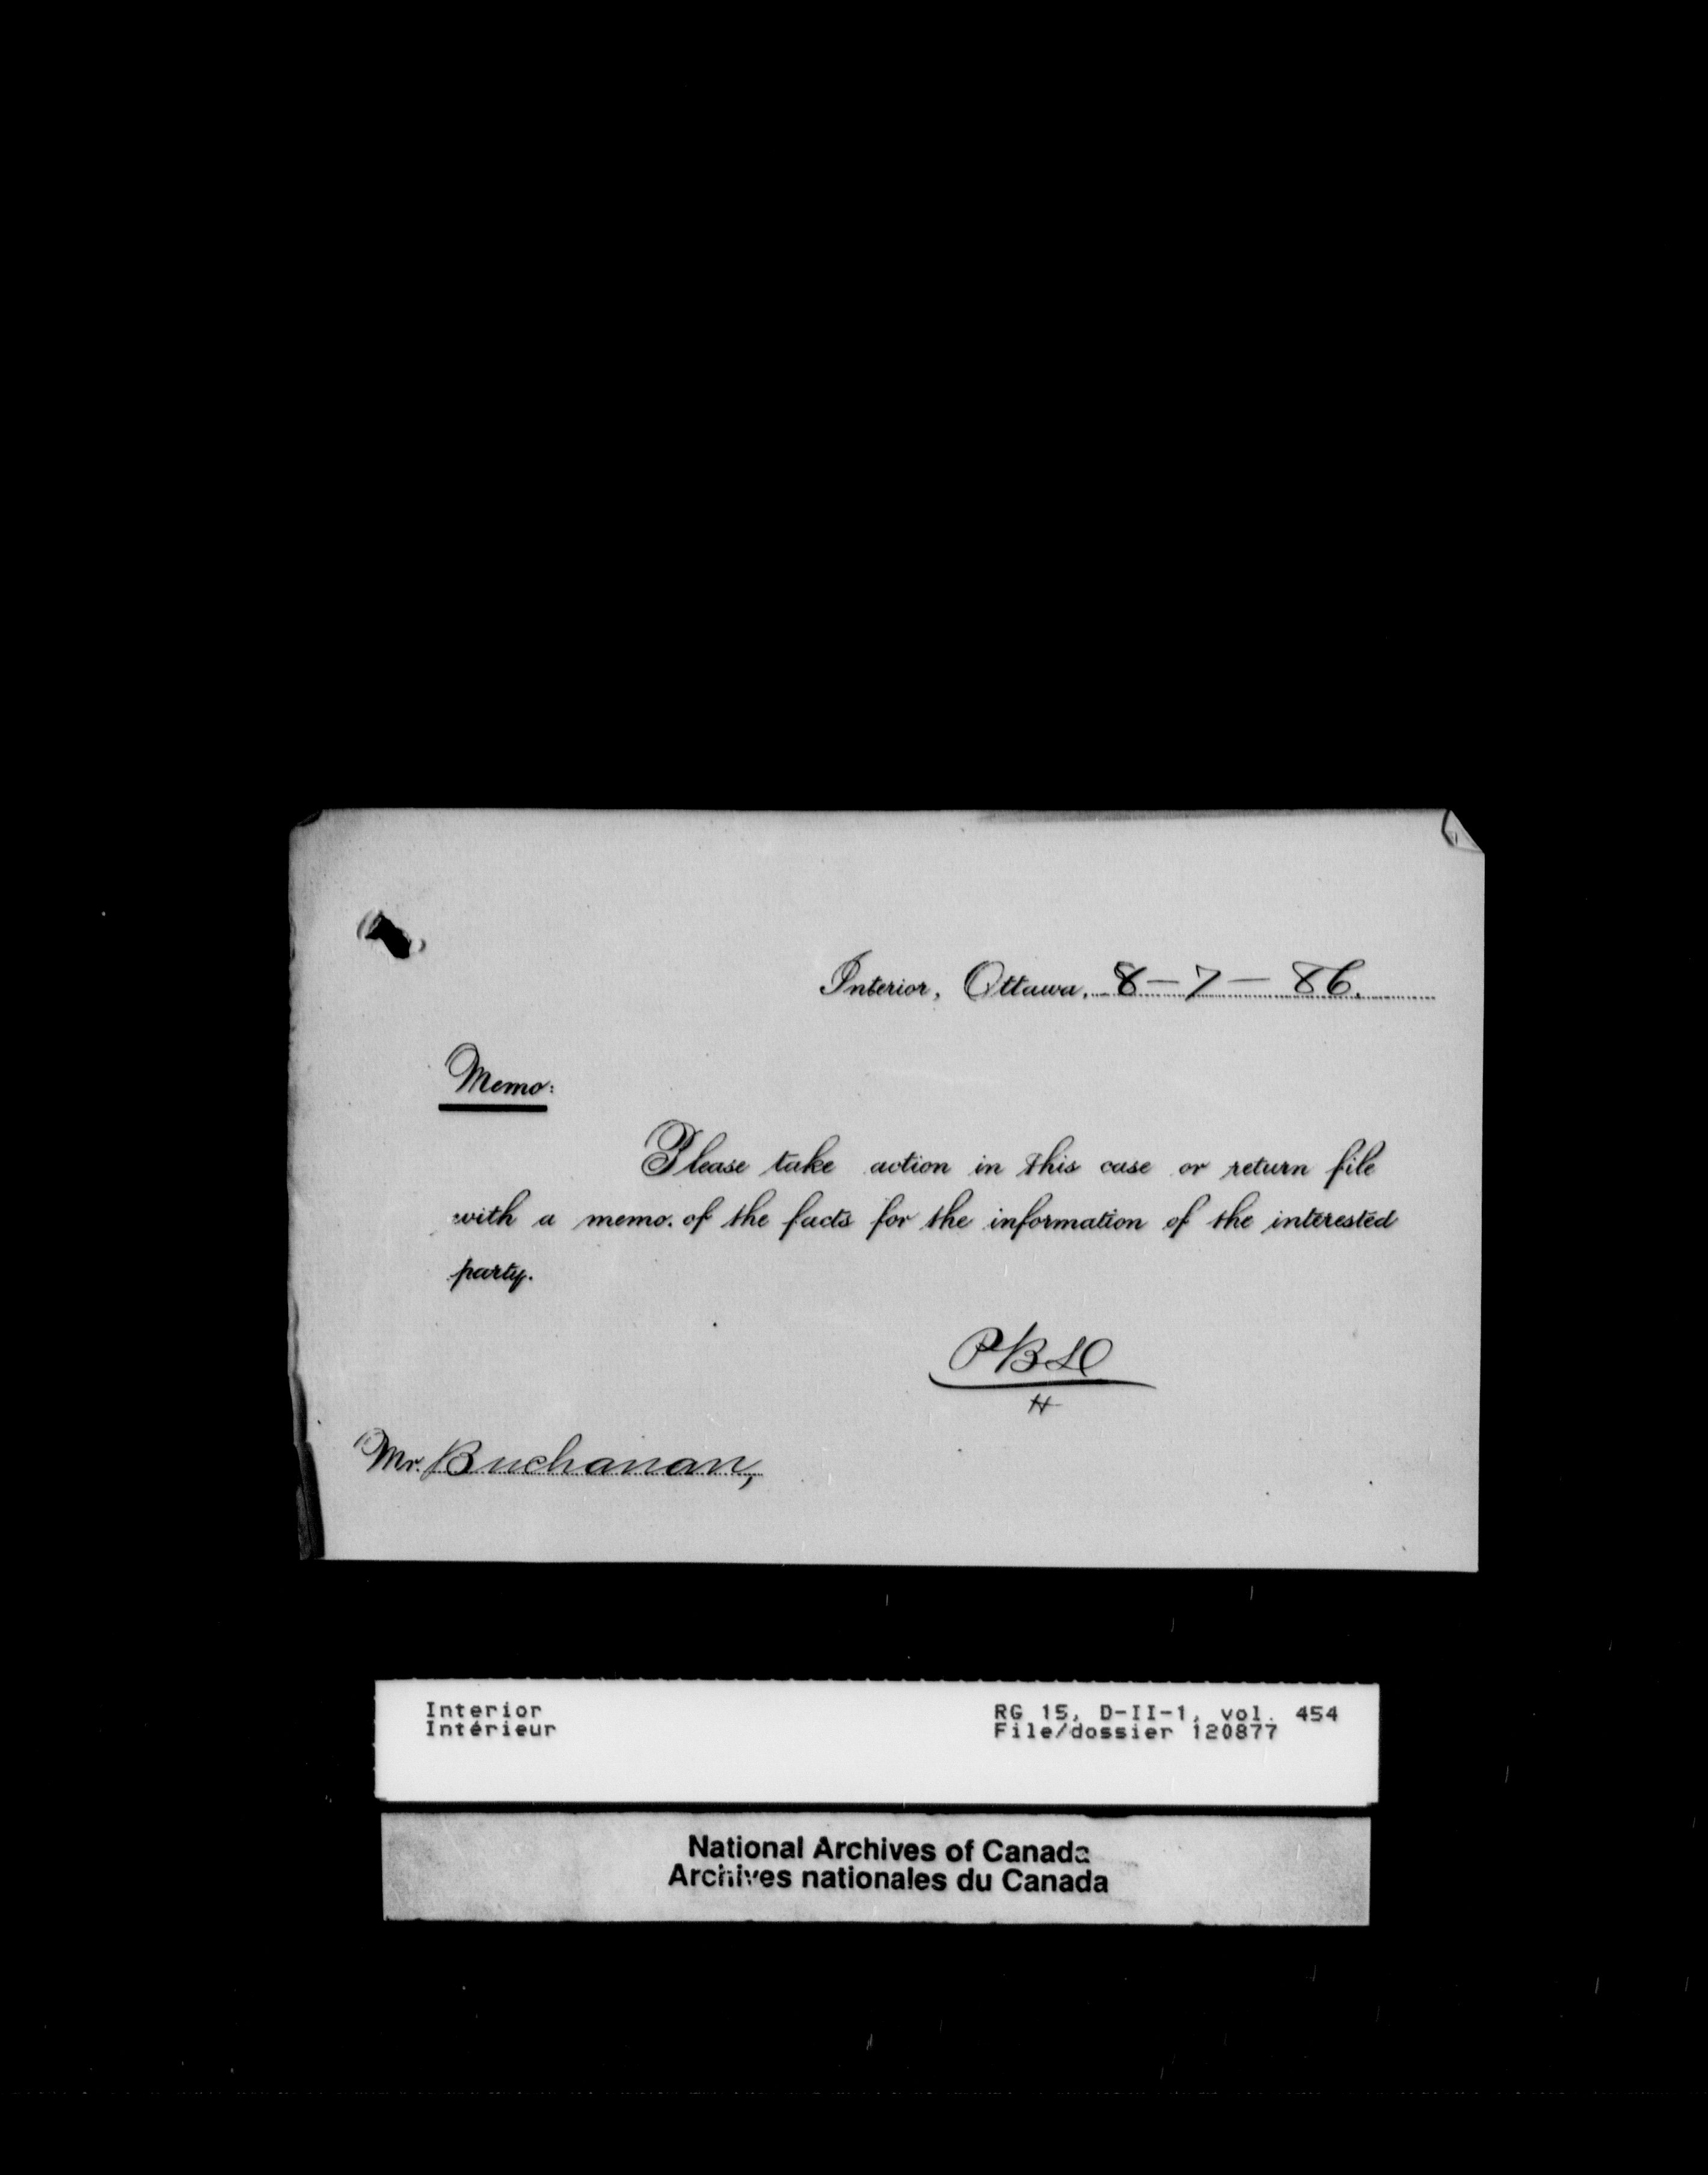 Interior, Ottawa, 8-7-86.
Memo:
Please take action in this case or return file
with a memo. of the facts for the information of the interested
party.
PBD
H
Mr. Buchanan,
Interior
Intérieur
RG 15, D-II-1, vol. 454
File/dossier 120877
National Archives of Canada
Archives nationales du Canada